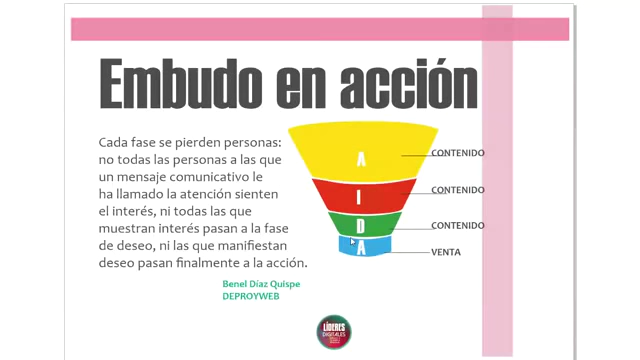 Embudo en acción
Cada fase se pierden personas:
no todas las personas a las que
un mensaje comunicativo le
ha llamado la atención sienten
el interés, ni todas las que
muestran interés pasan a la fase
de deseo, ni las que manifiestan
deseo pasan finalmente a la acción.
Benel Díaz Quispe
DEPROYWEB
A
CONTENIDO
I
CONTENIDO
D
CONTENIDO
A
VENTA
LÍDERES
DIGITALES